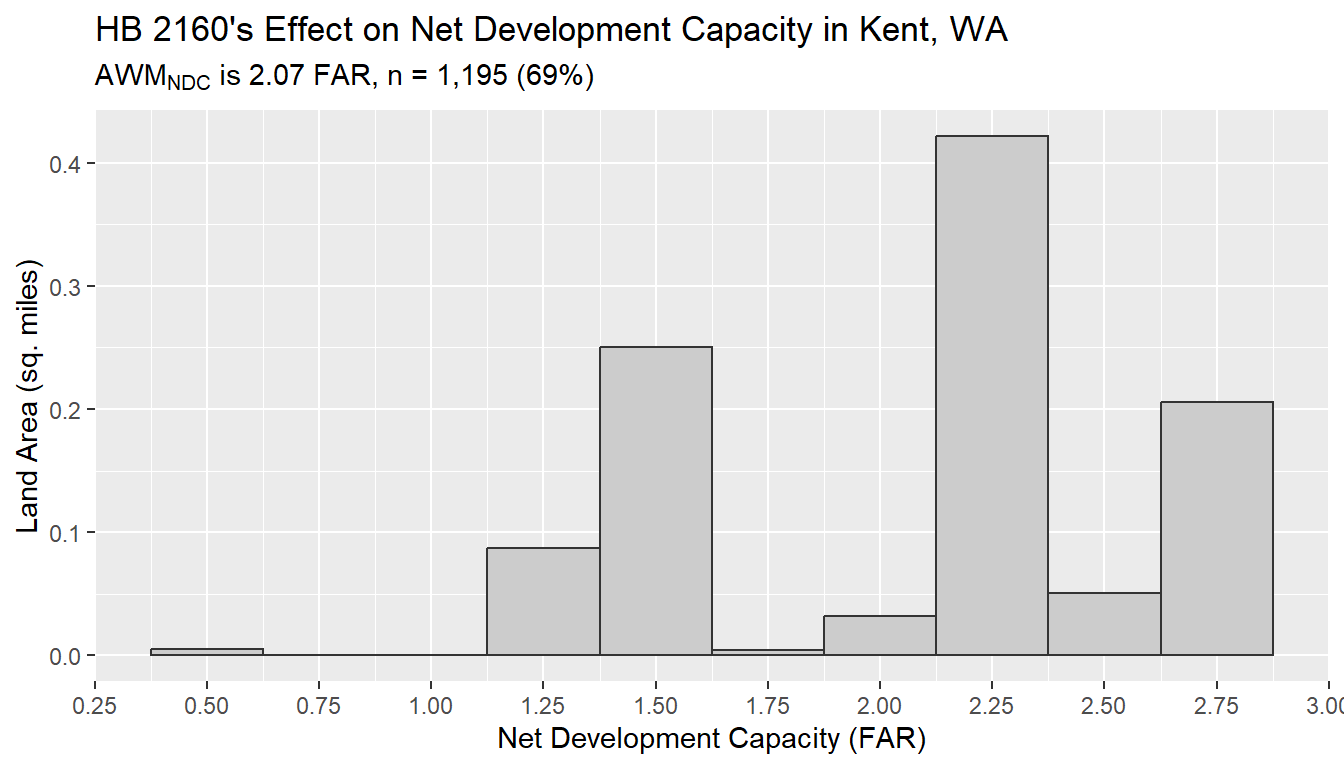 HB 2160's Effect on Net Development Capacity in Kent, WA
AWM_NDC is 2.07 FAR, n = 1,195 (69%)
Land Area (sq. miles)
0.4
0.3
0.2
0.1
0.0
0.25 0.50 0.75 1.00 1.25 1.50 1.75 2.00 2.25 2.50 2.75 3.00
Net Development Capacity (FAR)